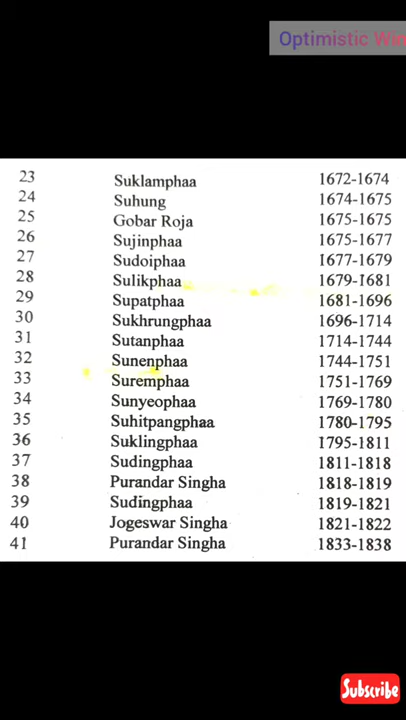 Optimistic Win
23 Suklamphaa 1672-1674
24 Suhung 1674-1675
25 Gobar Roja 1675-1675
26 Sujinphaa 1675-1677
27 Sudoiphaa 1677-1679
28 Sulikphaa 1679-1681
29 Supatphaa 1681-1696
30 Sukhrungphaa 1696-1714
31 Sutanphaa 1714-1744
32 Sunenphaa 1744-1751
33 Suremphaa 1751-1769
34 Sunyeophaa 1769-1780
35 Suhitpangphaa 1780-1795
36 Suklingphaa 1795-1811
37 Sudingphaa 1811-1818
38 Purandar Singha 1818-1819
39 Sudingphaa 1819-1821
40 Jogeswar Singha 1821-1822
41 Purandar Singha 1833-1838
Subscribe